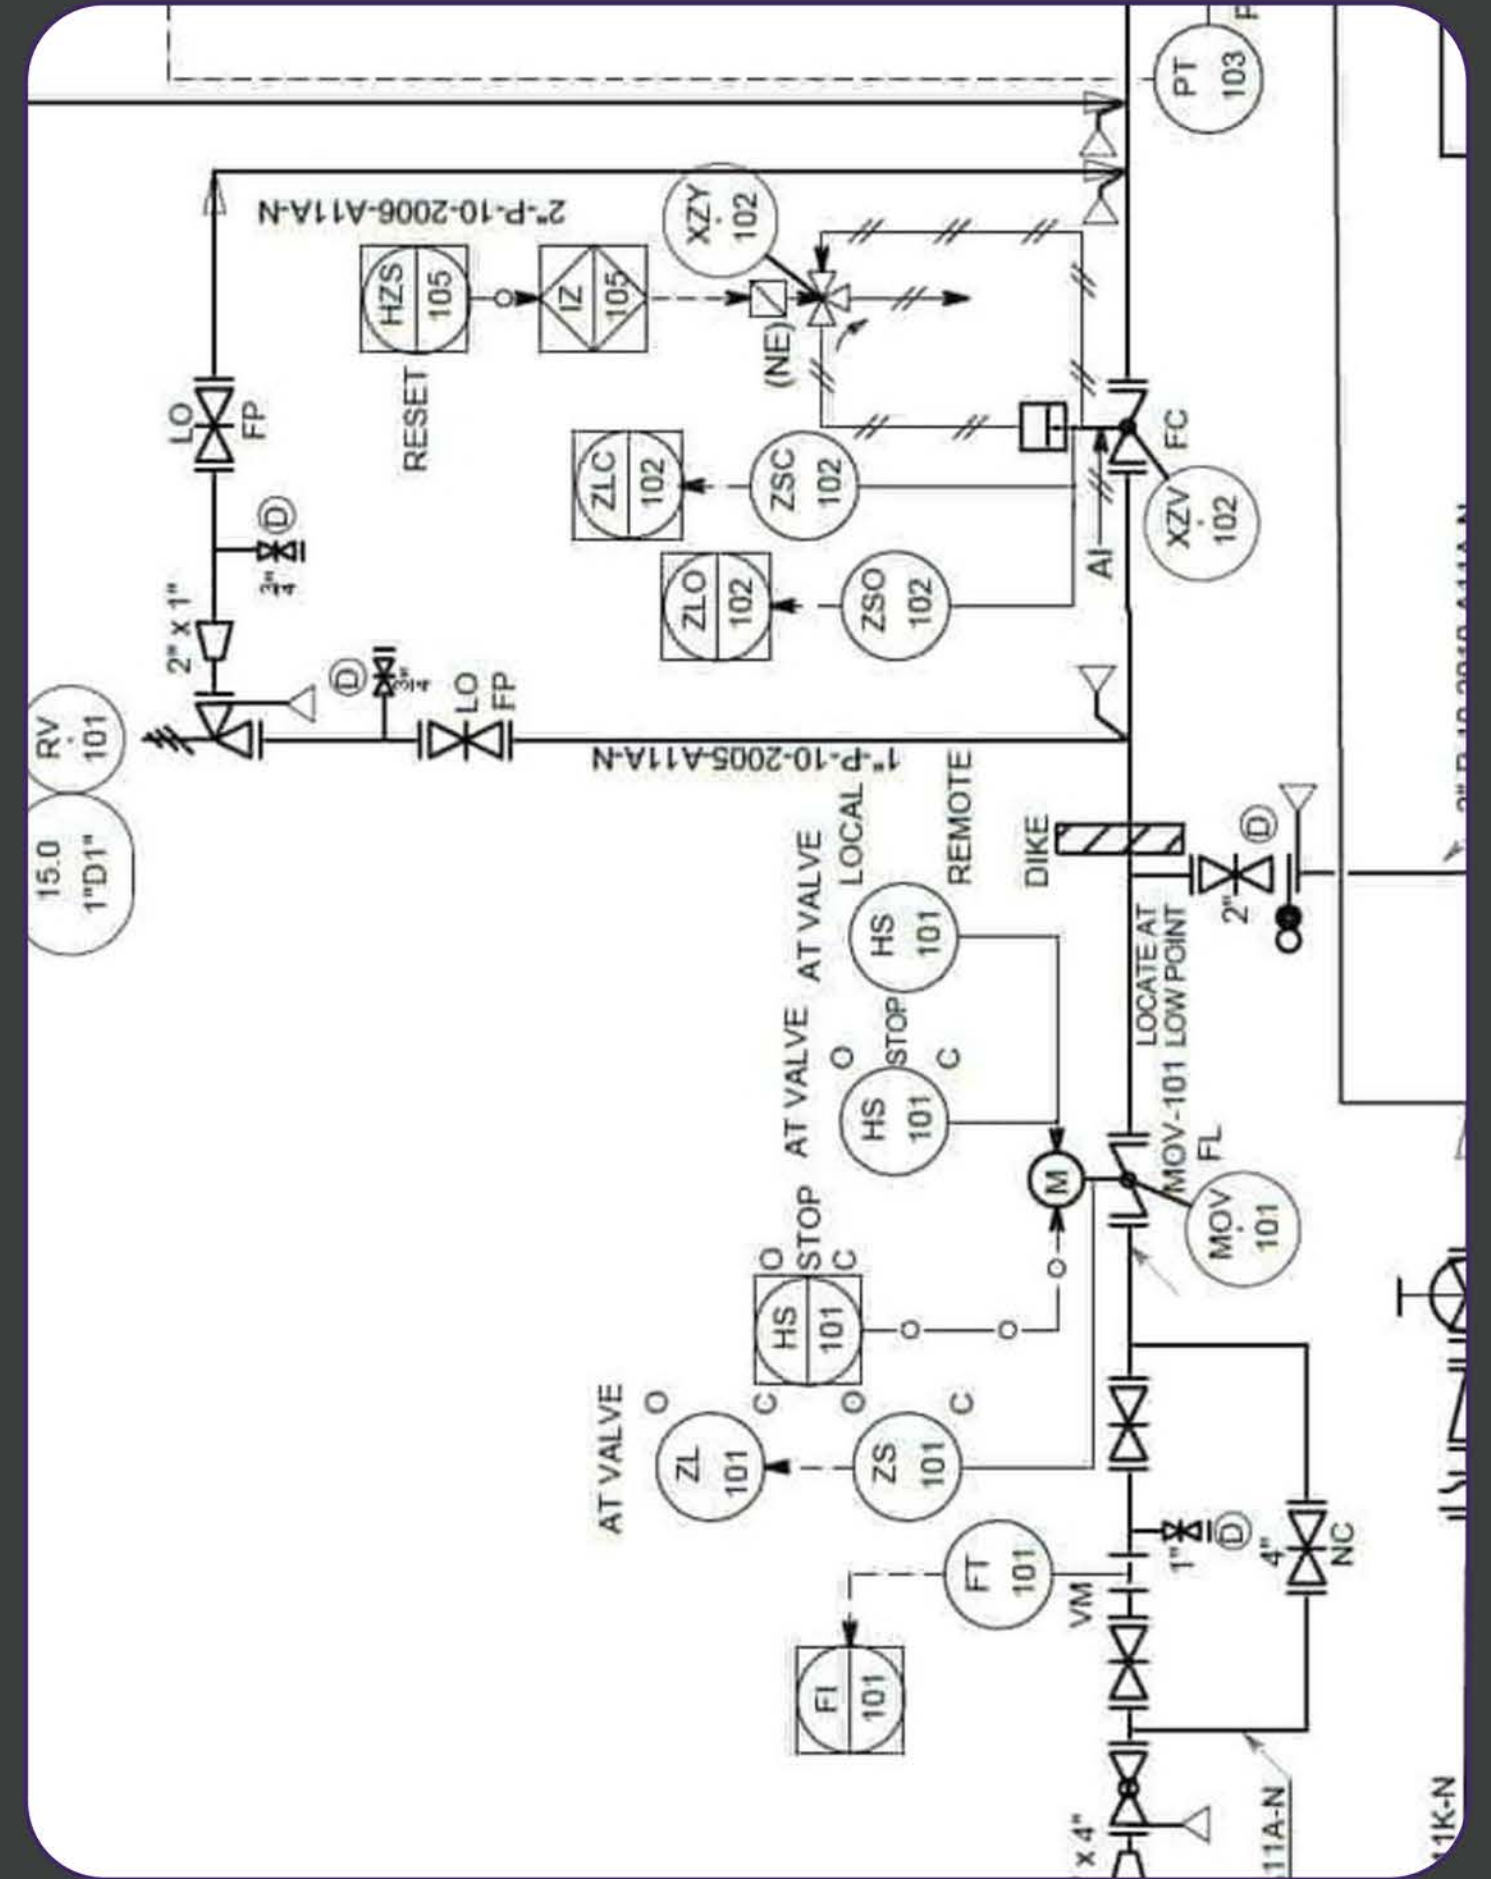 RV
101
15.0
1"D1"
2" x 1"
3/4"
D
LO
FP
2"-P-10-2006-A11A-N
D
3/4"
LO
FP
1"-P-10-2005-A11A-N
HZS
105
RESET
IZ
105
(NE)
XZY
102
ZLC
102
ZSC
102
ZLO
102
ZSO
102
AI
FC
XZV
102
PT
103
DIKE
2"
D
LOCATE AT
LOW POINT
LOCAL
REMOTE
AT VALVE
HS
101
AT VALVE
O
STOP
C
HS
101
M
MOV-101
FL
MOV
101
O
STOP
C
HS
101
AT VALVE
O
C
ZL
101
O
C
ZS
101
FT
101
VM
FI
101
1"
D
4"
NC
x 4"
11A-N
11K-N